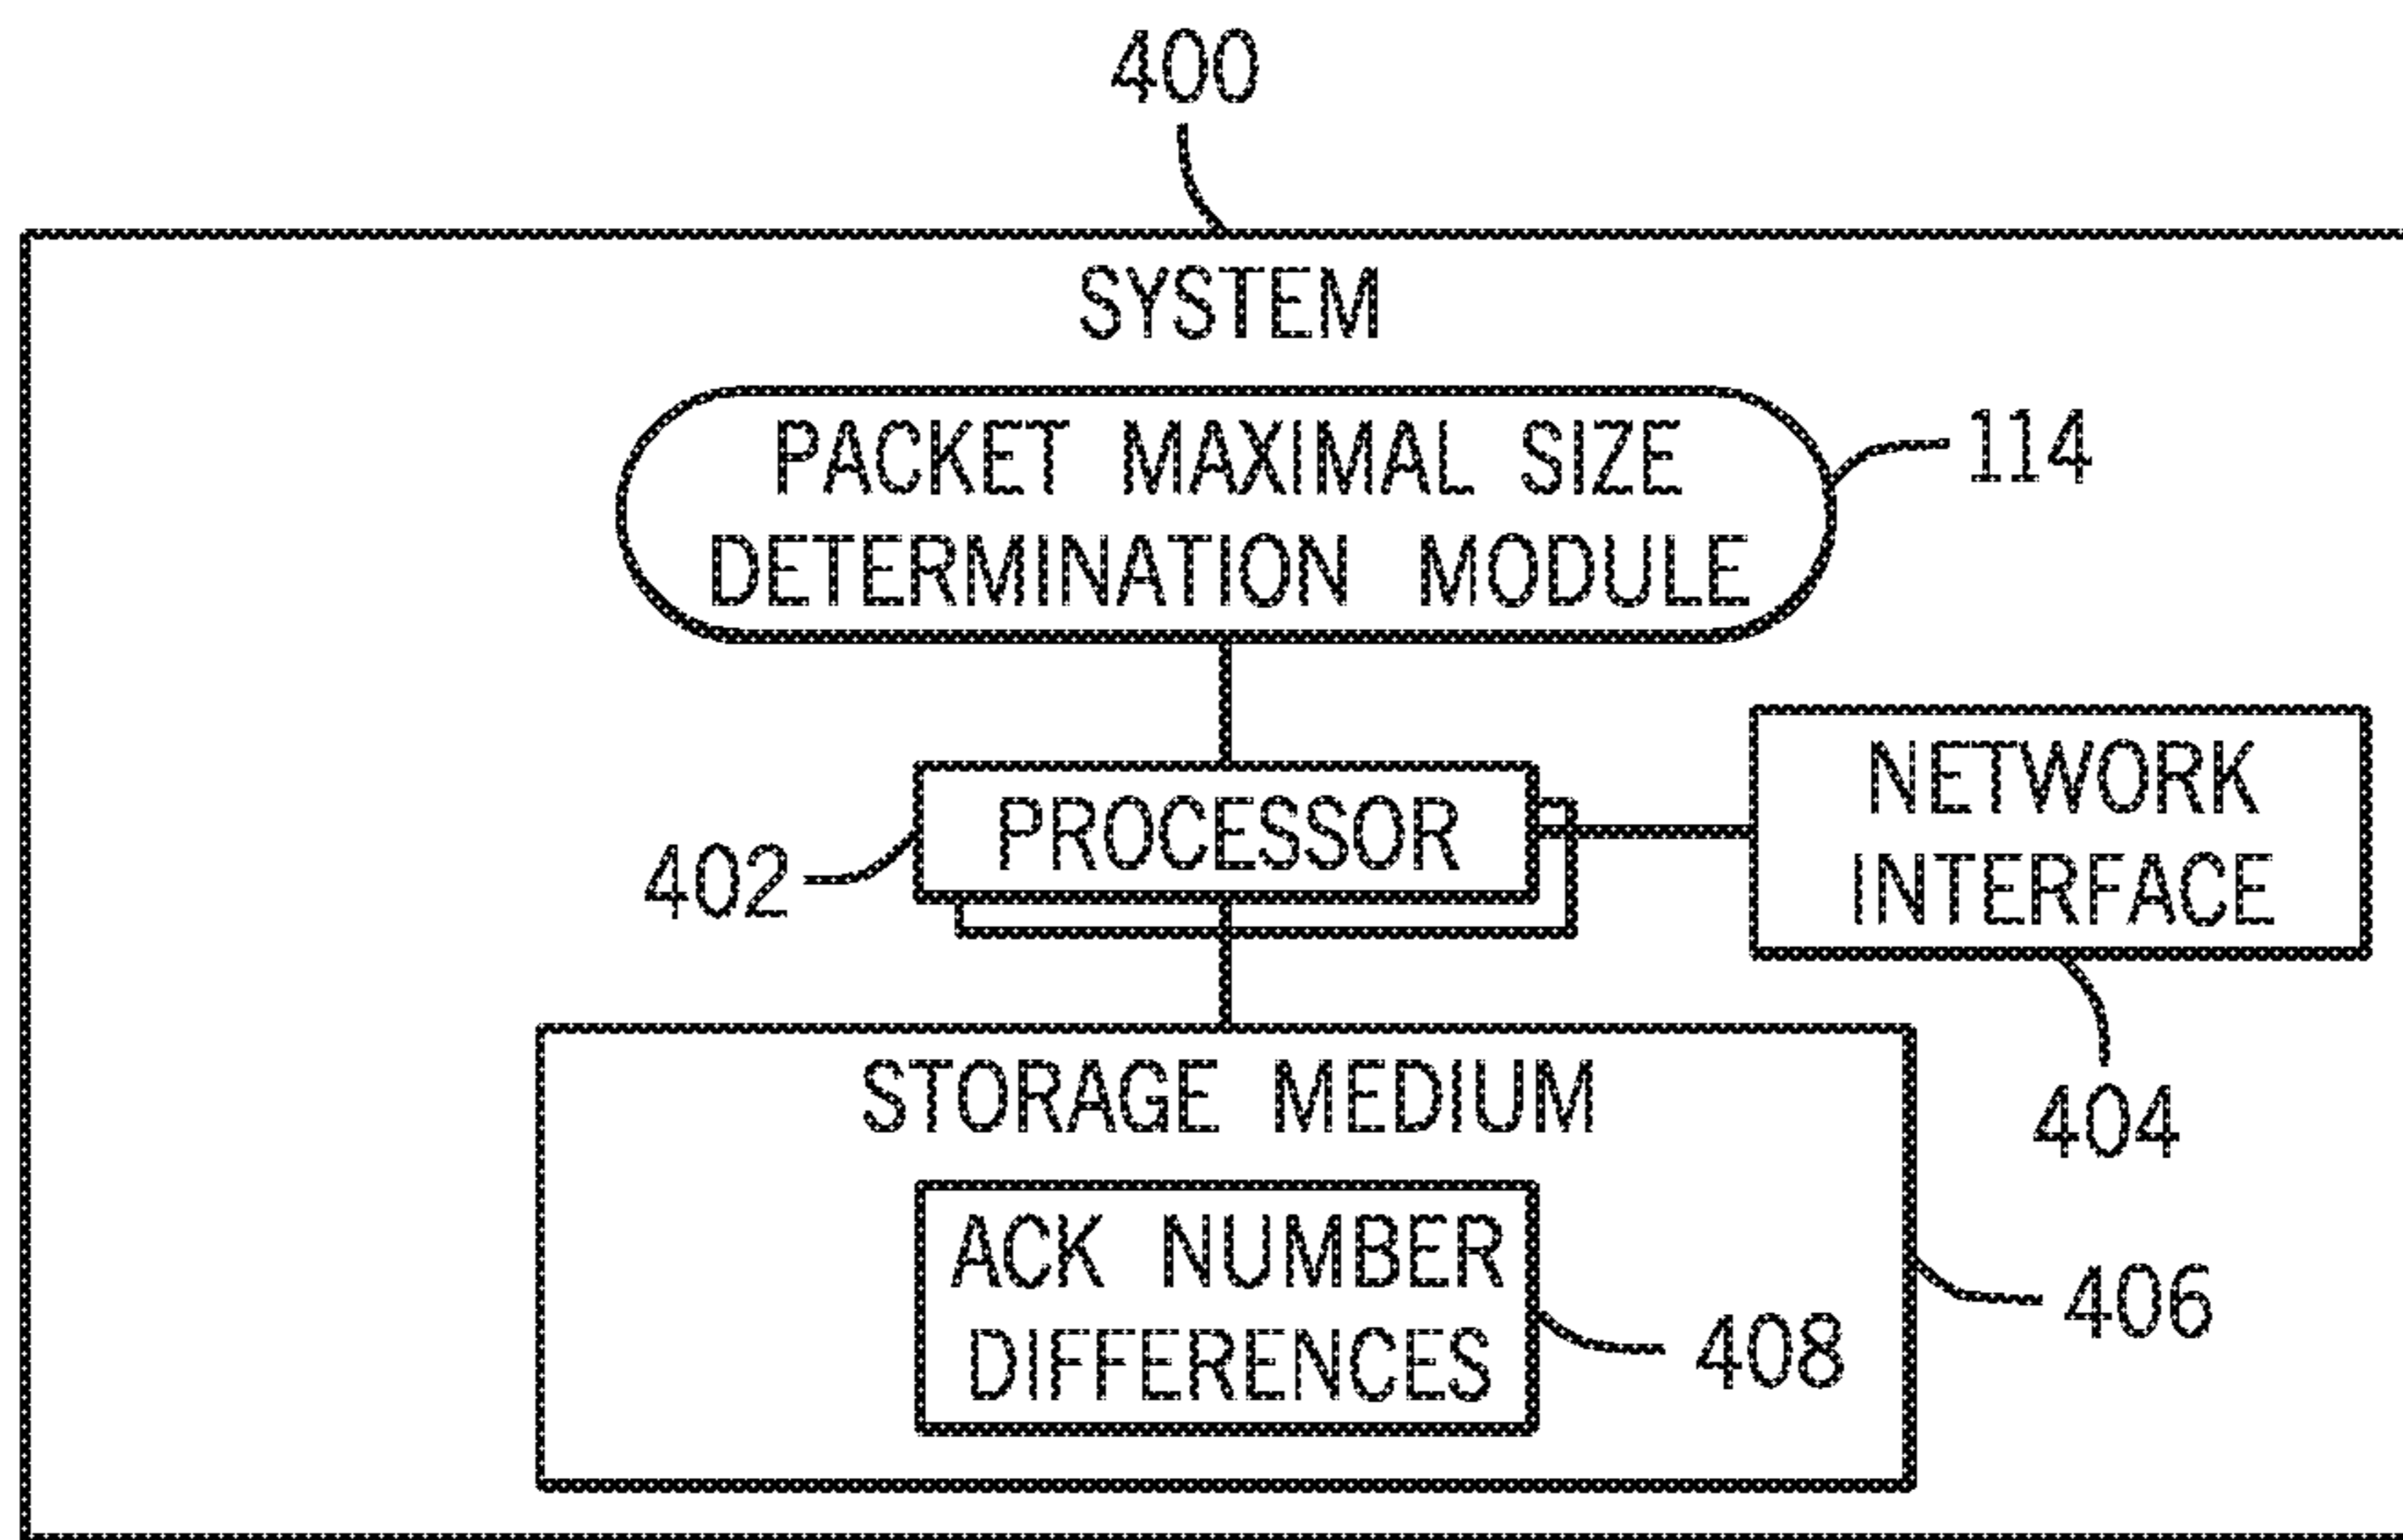 400
SYSTEM
PACKET MAXIMAL SIZE
DETERMINATION MODULE
114
PROCESSOR
402
NETWORK
INTERFACE
404
STORAGE MEDIUM
406
ACK NUMBER
DIFFERENCES
408